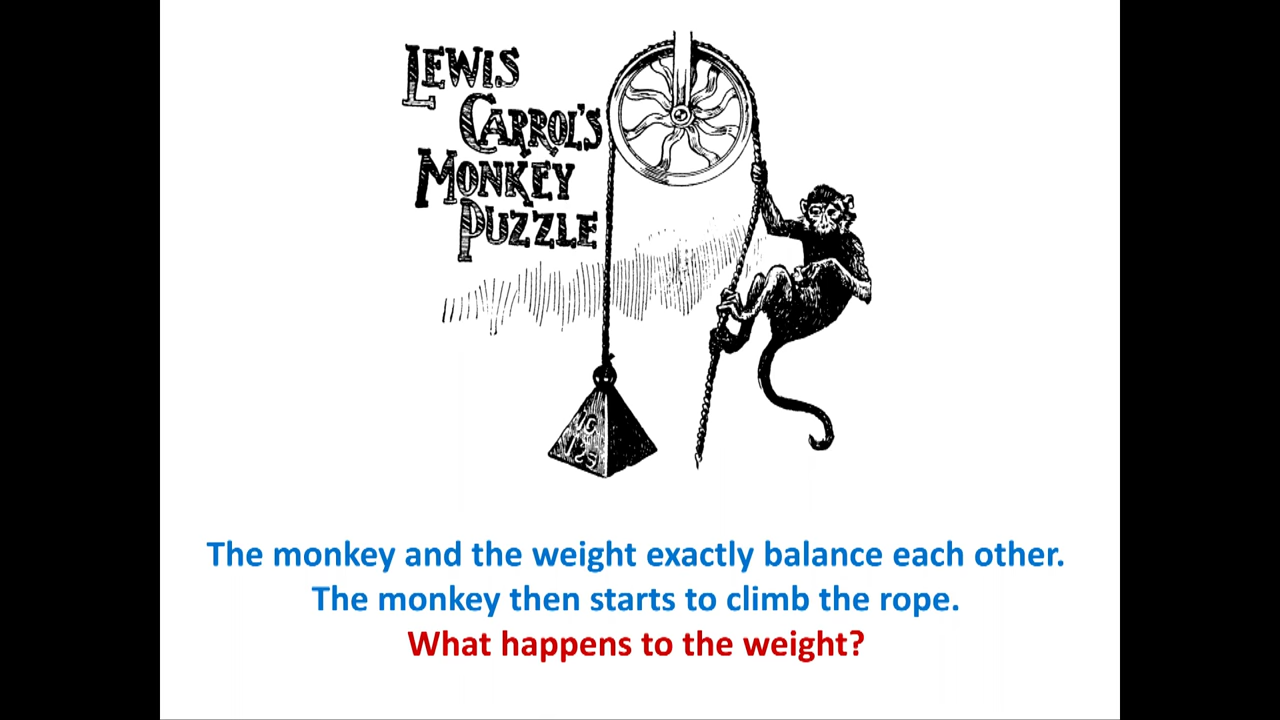 LEWIS
CARROL'S
MONKEY
PUZZLE
10
The monkey and the weight exactly balance each other.
The monkey then starts to climb the rope.
What happens to the weight?